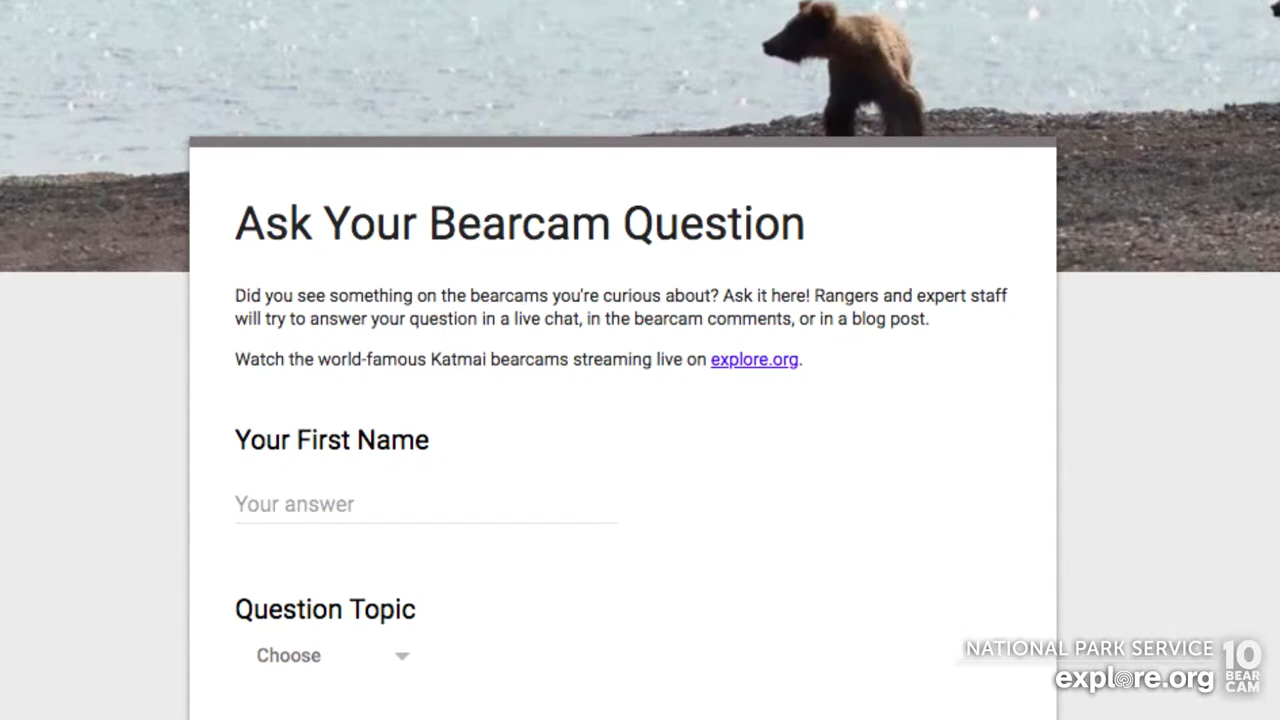 Ask Your Bearcam Question
Did you see something on the bearcams you're curious about? Ask it here! Rangers and expert staff
will try to answer your question in a live chat, in the bearcam comments, or in a blog post.
Watch the world-famous Katmai bearcams streaming live on explore.org.
Your First Name
Your answer
Question Topic
Choose
NATIONAL PARK SERVICE
explore.org
10
BEAR
CAM